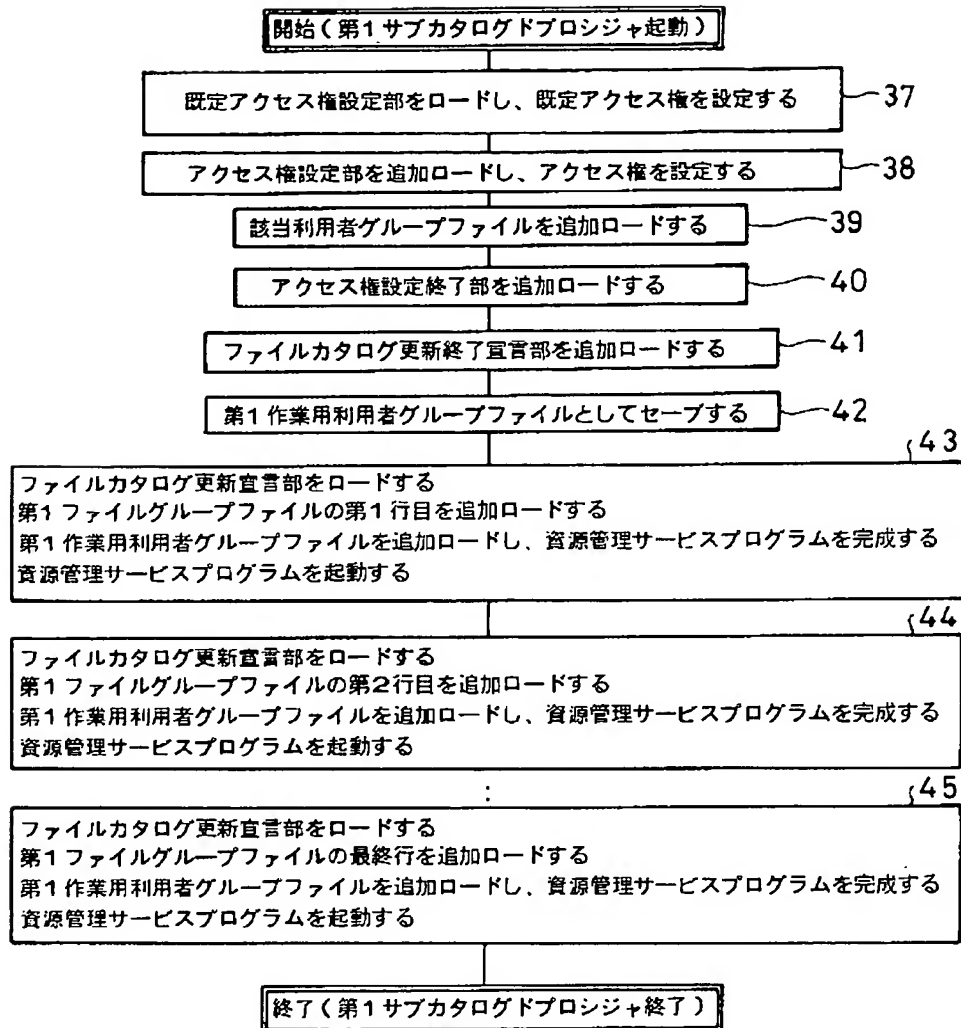 開始(第1サブカタログドプロシジャ起動)
既定アクセス権設定部をロードし、既定アクセス権を設定する
37
アクセス権設定部を追加ロードし、アクセス権を設定する
38
該当利用者グループファイルを追加ロードする
39
アクセス権設定終了部を追加ロードする
40
ファイルカタログ更新終了宣言部を追加ロードする
41
第1作業用利用者グループファイルとしてセーブする
42
43
ファイルカタログ更新宣言部をロードする
第1ファイルグループファイルの第1行目を追加ロードする
第1作業用利用者グループファイルを追加ロードし、資源管理サービスプログラムを完成する
資源管理サービスプログラムを起動する
44
ファイルカタログ更新宣言部をロードする
第1ファイルグループファイルの第2行目を追加ロードする
第1作業用利用者グループファイルを追加ロードし、資源管理サービスプログラムを完成する
資源管理サービスプログラムを起動する
:
45
ファイルカタログ更新宣言部をロードする
第1ファイルグループファイルの最終行を追加ロードする
第1作業用利用者グループファイルを追加ロードし、資源管理サービスプログラムを完成する
資源管理サービスプログラムを起動する
終了(第1サブカタログドプロシジャ終了)